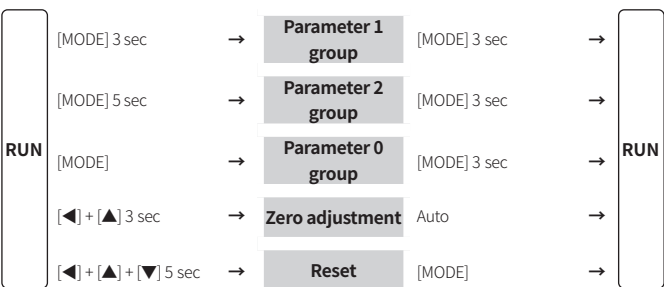 RUN
[MODE] 3 sec → Parameter 1 group [MODE] 3 sec →
[MODE] 5 sec → Parameter 2 group [MODE] 3 sec →
[MODE] → Parameter 0 group [MODE] 3 sec →
[◀] + [▲] 3 sec → Zero adjustment Auto →
[◀] + [▲] + [▼] 5 sec → Reset [MODE] →
RUN